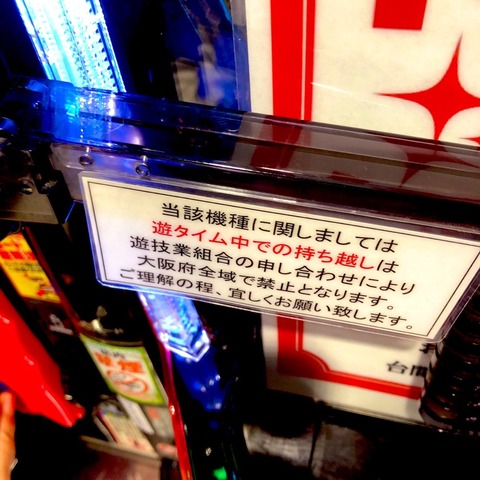 当該機種に関しましては
遊タイム中での持ち越しは
遊技業組合の申し合わせにより
大阪府全域で禁止となります。
ご理解の程、宜しくお願い致します。
台間